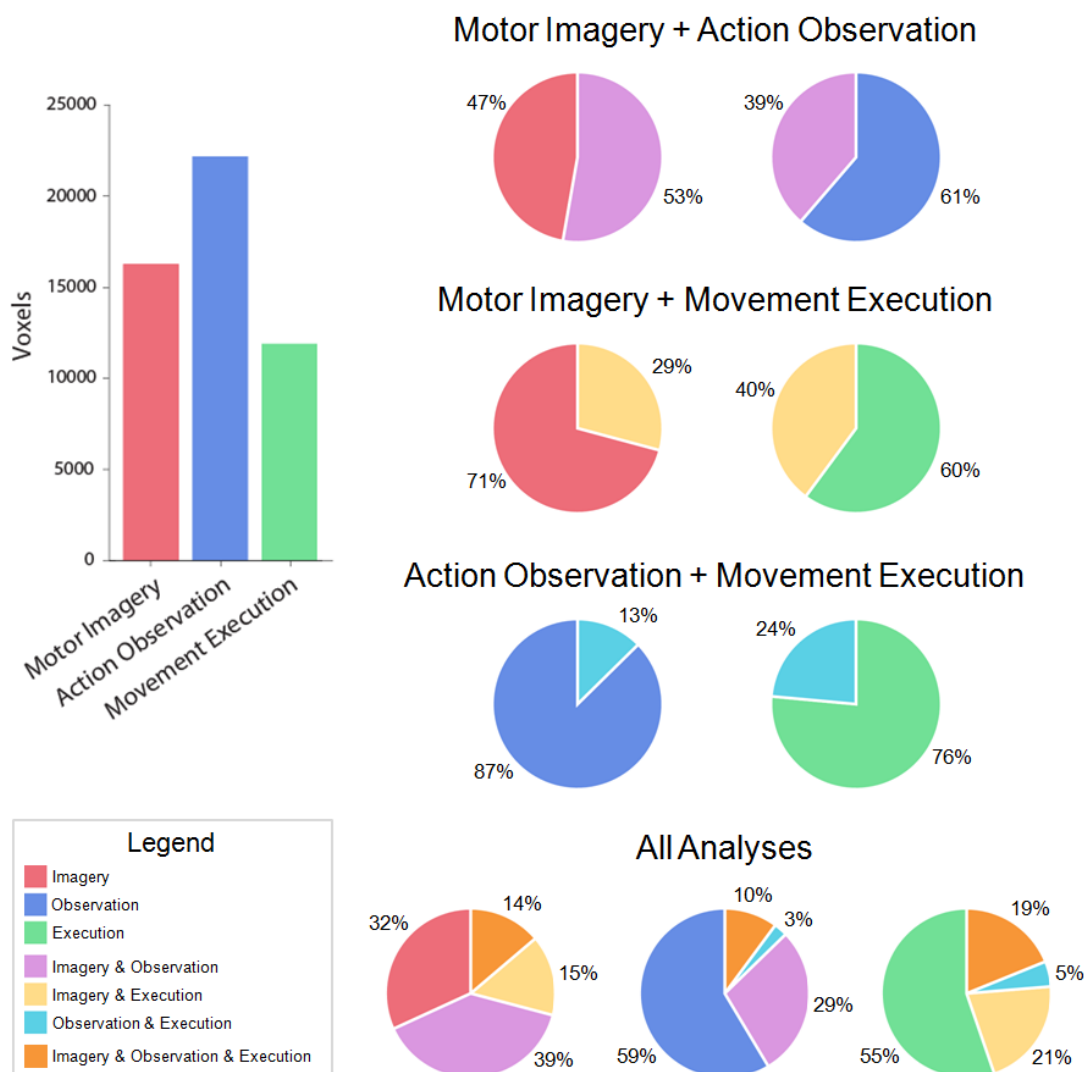 Motor Imagery + Action Observation
47%
53%
39%
61%
25000
20000
15000
10000
5000
0
Voxels
Motor Imagery
Action Observation
Movement Execution
Motor Imagery + Movement Execution
29%
71%
40%
60%
Action Observation + Movement Execution
13%
87%
24%
76%
Legend
Imagery
Observation
Execution
Imagery & Observation
Imagery & Execution
Observation & Execution
Imagery & Observation & Execution
All Analyses
32%
14%
15%
39%
10%
3%
29%
59%
19%
5%
21%
55%